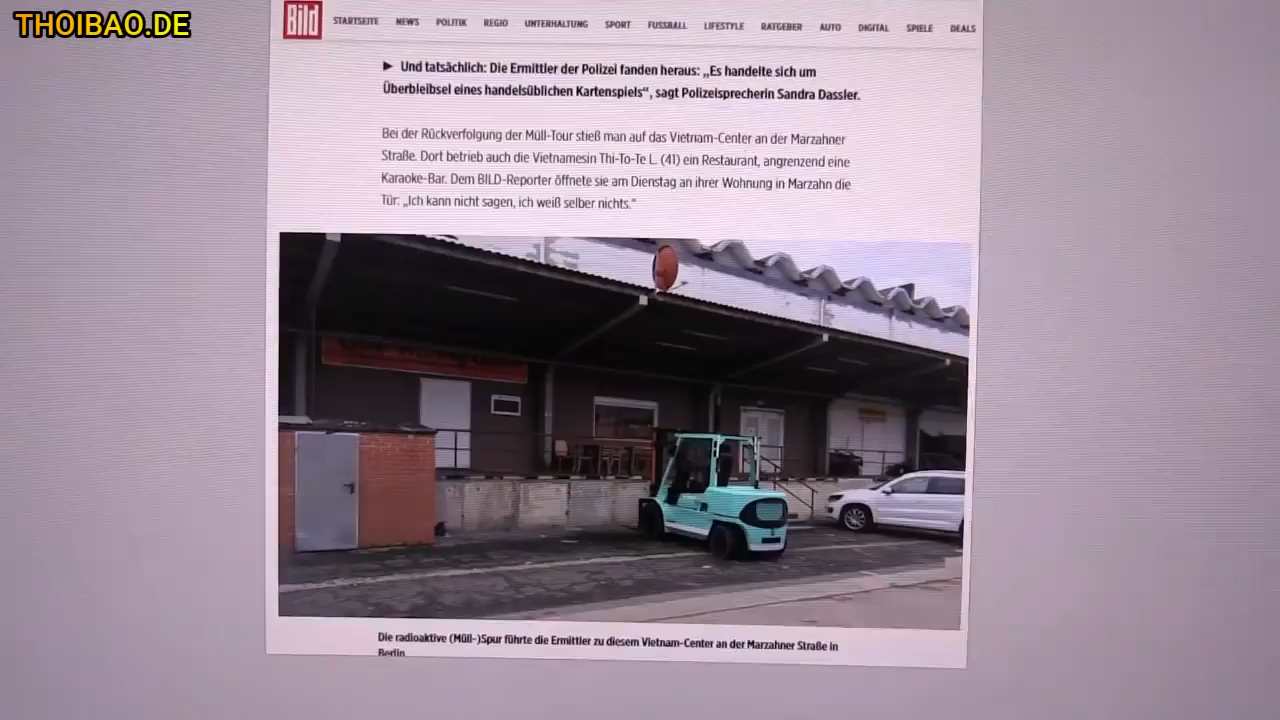 THOIBAO.DE
Bild
STARTSEITE NEWS POLITIK REGIO UNTERHALTUNG SPORT FUSSBALL LIFESTYLE RATGEBER AUTO DIGITAL SPIELE DEALS
► Und tatsächlich: Die Ermittler der Polizei fanden heraus: „Es handelte sich um
Überbleibsel eines handelsüblichen Kartenspiels“, sagt Polizeisprecherin Sandra Dassler.
Bei der Rückverfolgung der Müll-Tour stieß man auf das Vietnam-Center an der Marzahner
Straße. Dort betrieb auch die Vietnamesin Thi-To-Te L. (41) ein Restaurant, angrenzend eine
Karaoke-Bar. Dem BILD-Reporter öffnete sie am Dienstag an ihrer Wohnung in Marzahn die
Tür: „Ich kann nicht sagen, ich weiß selber nichts.“
Die radioaktive (Müll-)Spur führte die Ermittler zu diesem Vietnam-Center an der Marzahner Straße in
Berlin